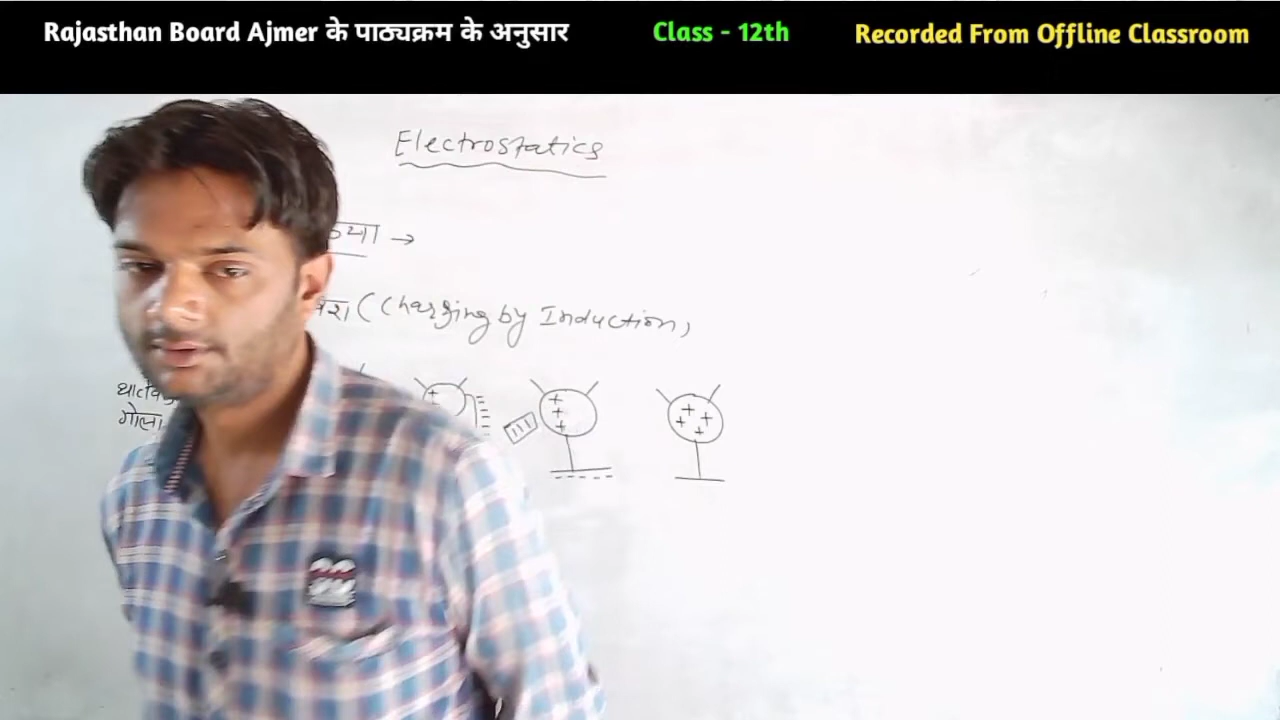 Rajasthan Board Ajmer के पाठ्यक्रम के अनुसार Class - 12th Recorded From Offline Classroom
Electrostatics
→
(Charging by Induction)
गोला